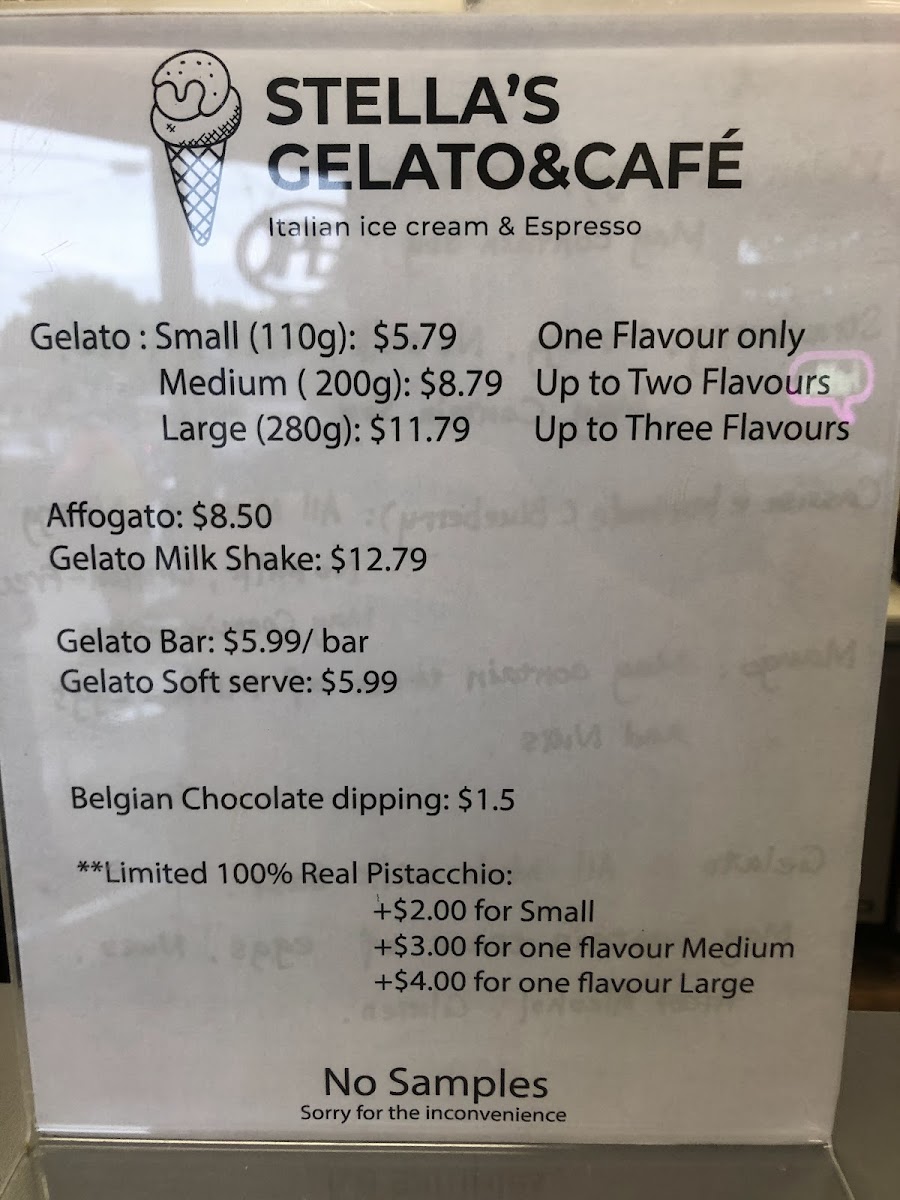 STELLA'S
GELATO&CAFÉ
Italian ice cream & Espresso
Gelato : Small (110g): $5.79 One Flavour only
Medium ( 200g): $8.79 Up to Two Flavours
Large (280g): $11.79 Up to Three Flavours
Affogato: $8.50
Gelato Milk Shake: $12.79
Gelato Bar: $5.99/ bar
Gelato Soft serve: $5.99
Belgian Chocolate dipping: $1.5
**Limited 100% Real Pistacchio:
+$2.00 for Small
+$3.00 for one flavour Medium
+$4.00 for one flavour Large
No Samples
Sorry for the inconvenience